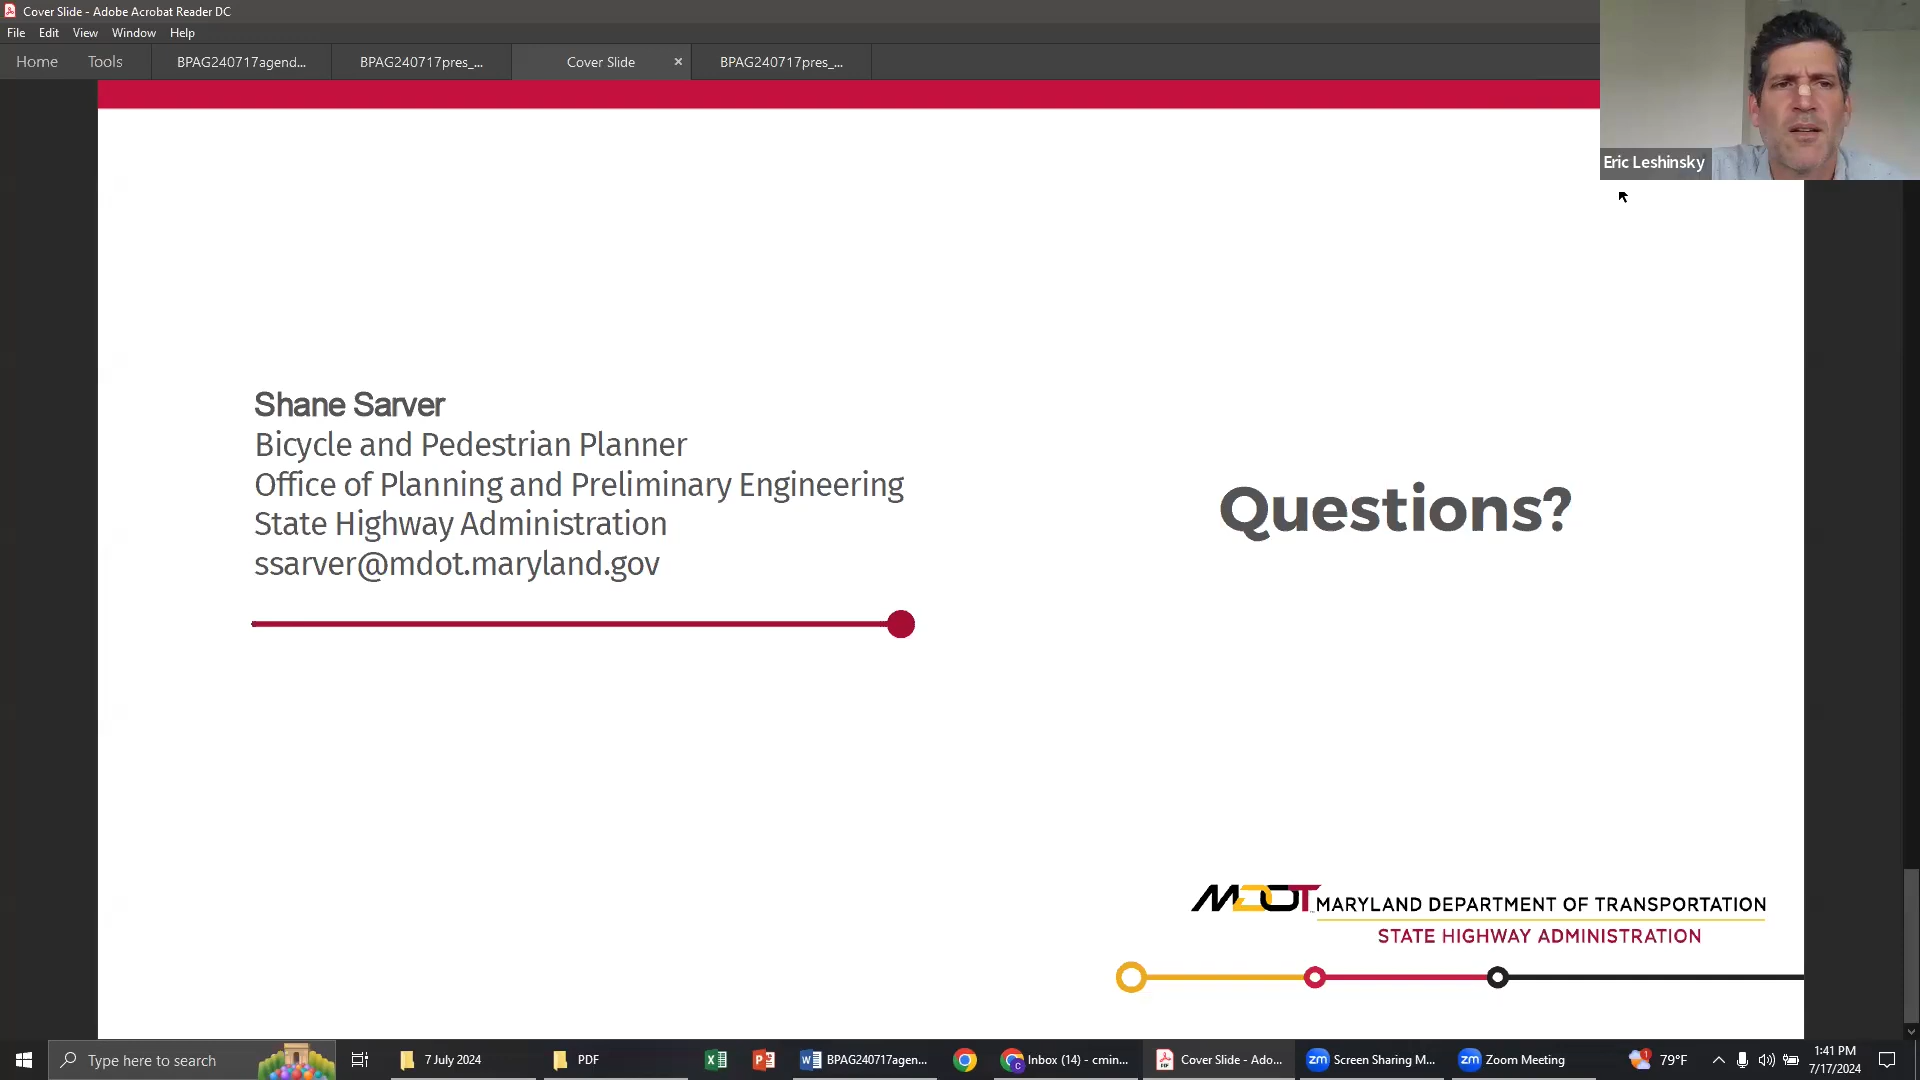 Cover Slide - Adobe Acrobat Reader DC
File Edit View Window Help
Home Tools BPAG240717agend... BPAG240717pres_... Cover Slide × BPAG240717pres_...
Eric Leshinsky
Shane Sarver
Bicycle and Pedestrian Planner
Office of Planning and Preliminary Engineering
State Highway Administration
ssarver@mdot.maryland.gov
Questions?
MDOT MARYLAND DEPARTMENT OF TRANSPORTATION
STATE HIGHWAY ADMINISTRATION
Type here to search 7 July 2024 PDF BPAG240717agen... Inbox (14) - cmin... Cover Slide - Ado... zm Screen Sharing M... zm Zoom Meeting 1 79°F 1:41 PM
7/17/2024